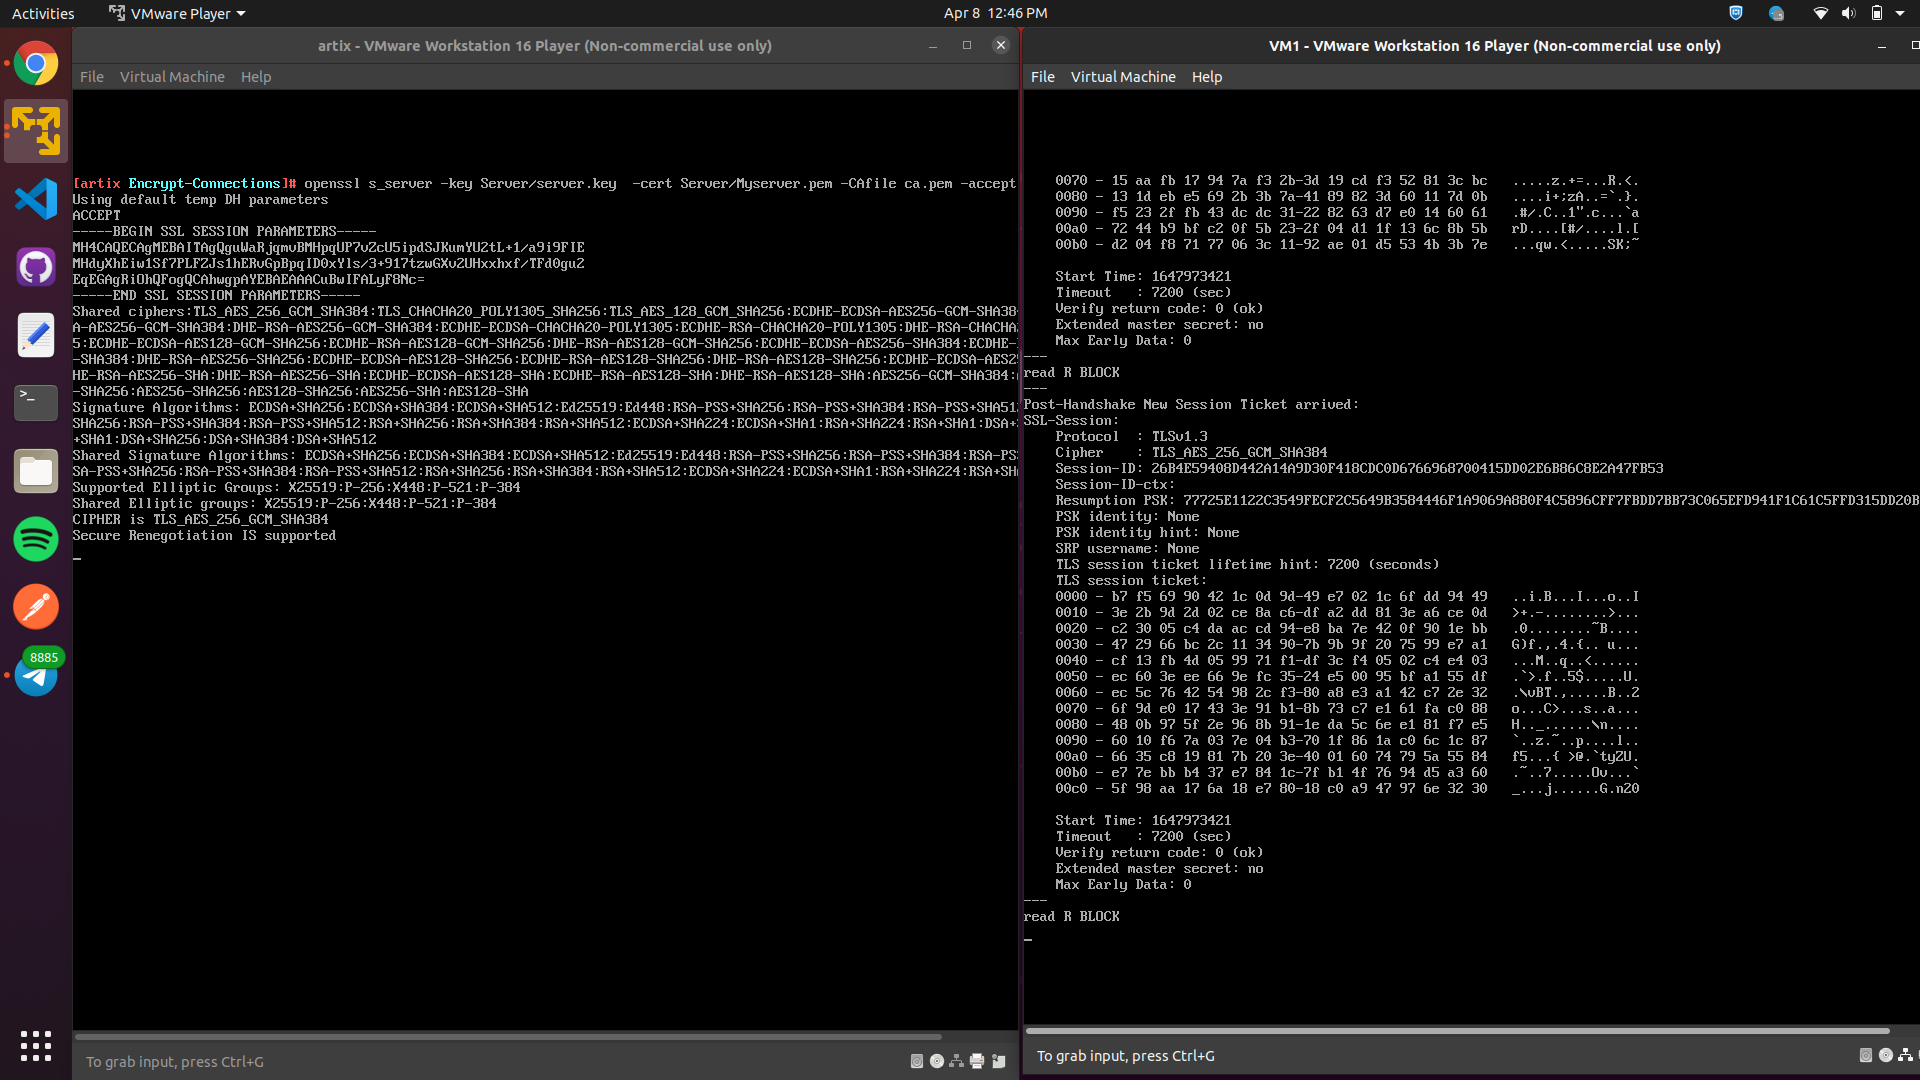 Activities
VMware Player
Apr 8 12:46 PM
artix - VMware Workstation 16 Player (Non-commercial use only)
File Virtual Machine Help
[artix Encrypt-Connections]# openssl s_server -key Server/server.key -cert Server/Myserver.pem -CAfile ca.pem -accept
Using default temp DH parameters
ACCEPT
-----BEGIN SSL SESSION PARAMETERS-----
MH4CAQECAgMEBAITAgQguWaRjqmvBMHpqUP7vZcU5ipdSJKumYU2tL+1/a9i9FIE
MHdyXhEiw1Sf7PLFZJs1hERvGpBpqID0xYls/3+917tzwGXvZUHxxhxf/TFd0gu2
EqEGAgRiOhQFogQCAhwgpAYEBAEAAACuBwIFALyF8Nc=
-----END SSL SESSION PARAMETERS-----
Shared ciphers:TLS_AES_256_GCM_SHA384:TLS_CHACHA20_POLY1305_SHA256:TLS_AES_128_GCM_SHA256:ECDHE-ECDSA-AES256-GCM-SHA38
A-AES256-GCM-SHA384:DHE-RSA-AES256-GCM-SHA384:ECDHE-ECDSA-CHACHA20-POLY1305:ECDHE-RSA-CHACHA20-POLY1305:DHE-RSA-CHACHA
5:ECDHE-ECDSA-AES128-GCM-SHA256:ECDHE-RSA-AES128-GCM-SHA256:DHE-RSA-AES128-GCM-SHA256:ECDHE-ECDSA-AES256-SHA384:ECDHE-
-SHA384:DHE-RSA-AES256-SHA256:ECDHE-ECDSA-AES128-SHA256:ECDHE-RSA-AES128-SHA256:DHE-RSA-AES128-SHA256:ECDHE-ECDSA-AES25
HE-RSA-AES256-SHA:DHE-RSA-AES256-SHA:ECDHE-ECDSA-AES128-SHA:ECDHE-RSA-AES128-SHA:DHE-RSA-AES128-SHA:AES256-GCM-SHA384:
-SHA256:AES256-SHA256:AES128-SHA256:AES256-SHA:AES128-SHA
Signature Algorithms: ECDSA+SHA256:ECDSA+SHA384:ECDSA+SHA512:Ed25519:Ed448:RSA-PSS+SHA256:RSA-PSS+SHA384:RSA-PSS+SHA51
SHA256:RSA-PSS+SHA384:RSA-PSS+SHA512:RSA+SHA256:RSA+SHA384:RSA+SHA512:ECDSA+SHA224:ECDSA+SHA1:RSA+SHA224:RSA+SHA1:DSA+
+SHA1:DSA+SHA256:DSA+SHA384:DSA+SHA512
Shared Signature Algorithms: ECDSA+SHA256:ECDSA+SHA384:ECDSA+SHA512:Ed25519:Ed448:RSA-PSS+SHA256:RSA-PSS+SHA384:RSA-PS
SA-PSS+SHA256:RSA-PSS+SHA384:RSA-PSS+SHA512:RSA+SHA256:RSA+SHA384:RSA+SHA512:ECDSA+SHA224:ECDSA+SHA1:RSA+SHA224:RSA+SH
Supported Elliptic Groups: X25519:P-256:X448:P-521:P-384
Shared Elliptic groups: X25519:P-256:X448:P-521:P-384
CIPHER is TLS_AES_256_GCM_SHA384
Secure Renegotiation IS supported
To grab input, press Ctrl+G
VM1 - VMware Workstation 16 Player (Non-commercial use only)
File Virtual Machine Help
0070 - 15 aa fb 17 94 7a f3 2b-3d 19 cd f3 52 81 3c bc .....z.+=...R.<.
0080 - 13 1d eb e5 69 2b 3b 7a-41 89 82 3d 60 11 7d 0b ....i+;zA..=`.}.
0090 - f5 23 2f fb 43 dc dc 31-22 82 63 d7 e0 14 60 61 .#/.C..1".c...`a
00a0 - 72 44 b9 bf c2 0f 5b 23-2f 04 d1 1f 13 6c 8b 5b rD....[#/....l.[
00b0 - d2 04 f8 71 77 06 3c 11-92 ae 01 d5 53 4b 3b 7e ...qw.<.....SK;~
Start Time: 1647973421
Timeout : 7200 (sec)
Verify return code: 0 (ok)
Extended master secret: no
Max Early Data: 0
---
read R BLOCK
---
Post-Handshake New Session Ticket arrived:
SSL-Session:
Protocol : TLSv1.3
Cipher : TLS_AES_256_GCM_SHA384
Session-ID: 26B4E59408D442A14A9D30F418CDC0D6766968700415DD02E6B86C8E2A47FB53
Session-ID-ctx:
Resumption PSK: 77725E1122C3549FECF2C5649B3584446F1A9069A880F4C5896CFF7FBDD7BB73C065EFD941F1C61C5FFD315DD20B
PSK identity: None
PSK identity hint: None
SRP username: None
TLS session ticket lifetime hint: 7200 (seconds)
TLS session ticket:
0000 - b7 f5 69 90 42 1c 0d 9d-49 e7 02 1c 6f dd 94 49 ..i.B...I...o..I
0010 - 3e 2b 9d 2d 02 ce 8a c6-df a2 dd 81 3e a6 ce 0d >+.-........>...
0020 - c2 30 05 c4 da ac cd 94-e8 ba 7e 42 0f 90 1e bb .0........~B....
0030 - 47 29 66 bc 2c 11 34 90-7b 9b 9f 20 75 99 e7 a1 G)f.,.4.{.. u...
0040 - cf 13 fb 4d 05 99 71 f1-df 3c f4 05 02 c4 e4 03 ...M..q..<......
0050 - ec 60 3e ee 66 9e fc 35-24 e5 00 95 bf a1 55 df .`>.f..5$.....U.
0060 - ec 5c 76 42 54 98 2c f3-80 a8 e3 a1 42 c7 2e 32 .\vBT.,.....B..2
0070 - 6f 9d e0 17 43 3e 91 b1-8b 73 c7 e1 61 fa c0 88 o...C>...s..a...
0080 - 48 0b 97 5f 2e 96 8b 91-1e da 5c 6e e1 81 f7 e5 H.._......\n....
0090 - 60 10 f6 7a 03 7e 04 b3-70 1f 86 1a c0 6c 1c 87 `..z.~..p....l..
00a0 - 66 35 c8 19 81 7b 20 3e-40 01 60 74 79 5a 55 84 f5...{ >@.`tyZU.
00b0 - e7 7e bb b4 37 e7 84 1c-7f b1 4f 76 94 d5 a3 60 .~..7.....Ov...`
00c0 - 5f 98 aa 17 6a 18 e7 80-18 c0 a9 47 97 6e 32 30 _...j......G.n20
Start Time: 1647973421
Timeout : 7200 (sec)
Verify return code: 0 (ok)
Extended master secret: no
Max Early Data: 0
---
read R BLOCK
To grab input, press Ctrl+G
8885